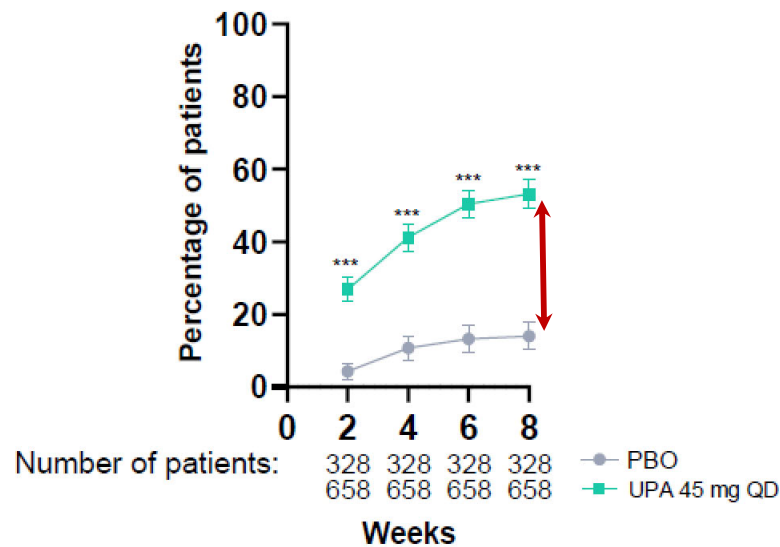 Percentage of patients
100
80
60
40
20
0
***
***
***
***
0 2 4 6 8
Number of patients: 328 328 328 328
658 658 658 658
PBO
UPA 45 mg QD
Weeks